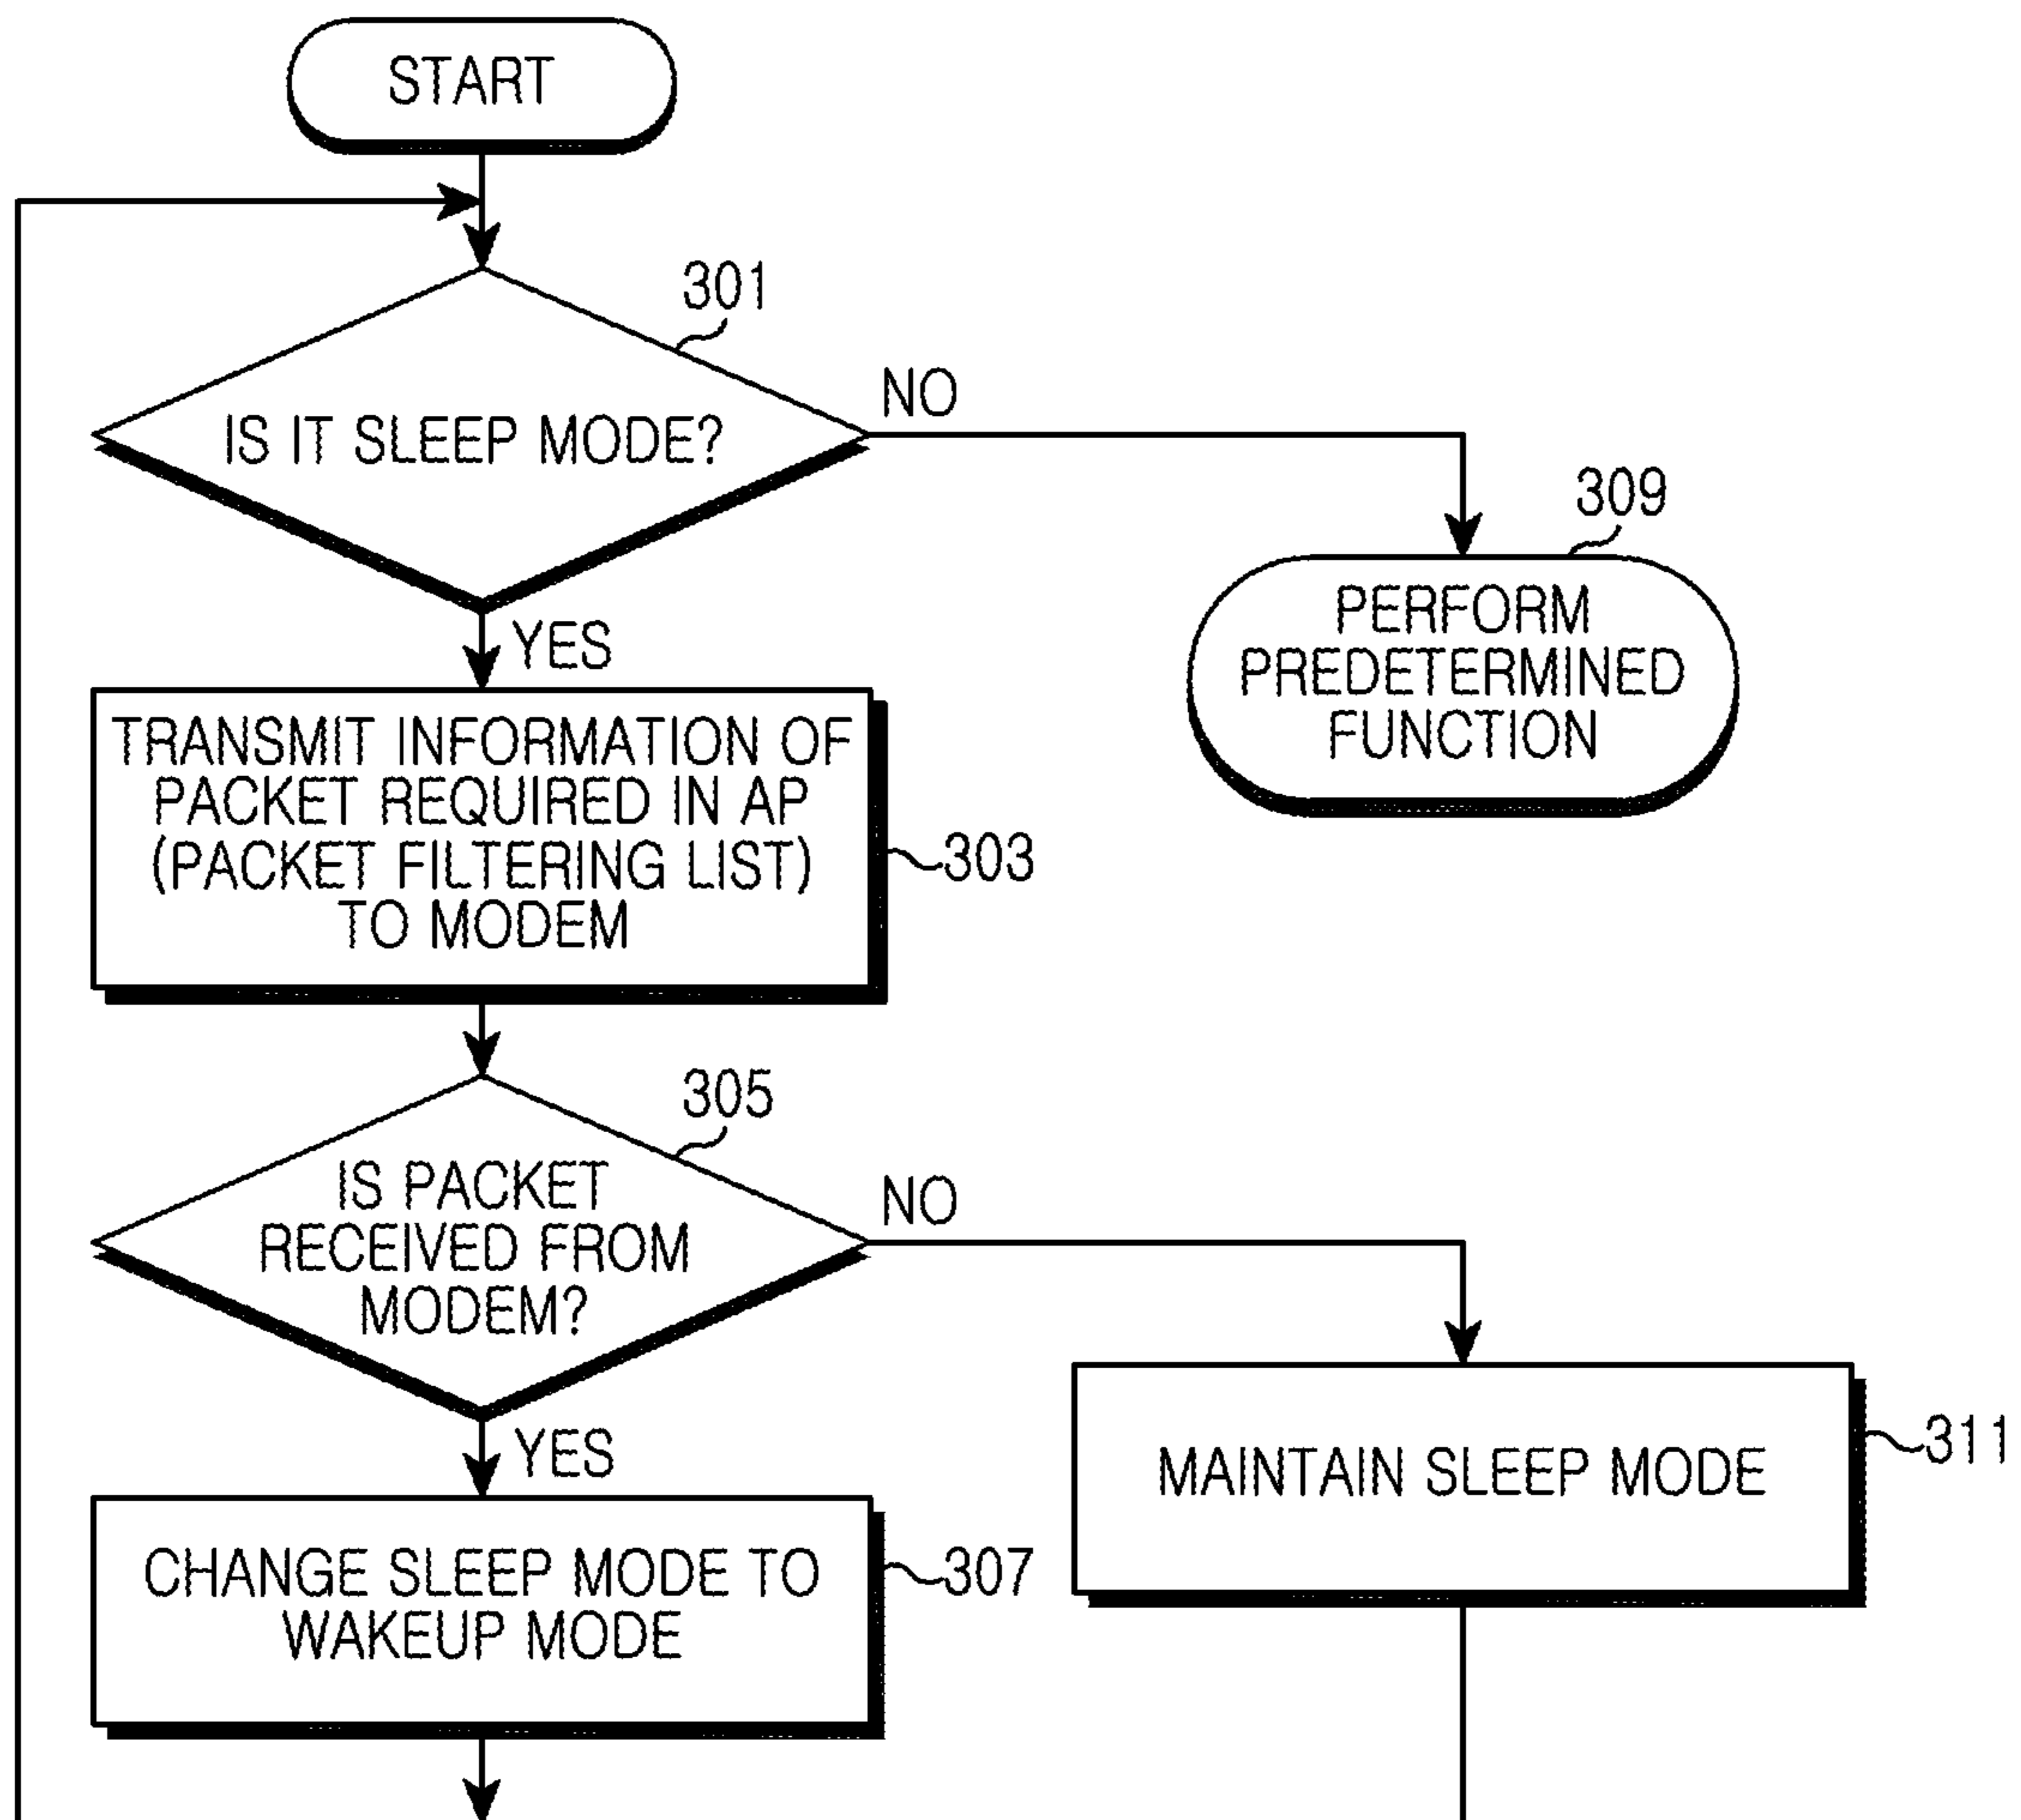 START
301
IS IT SLEEP MODE?
NO
309
PERFORM
PREDETERMINED
FUNCTION
YES
TRANSMIT INFORMATION OF
PACKET REQUIRED IN AP
(PACKET FILTERING LIST)
TO MODEM
303
305
IS PACKET
RECEIVED FROM
MODEM?
NO
YES
311
MAINTAIN SLEEP MODE
CHANGE SLEEP MODE TO
WAKEUP MODE
307